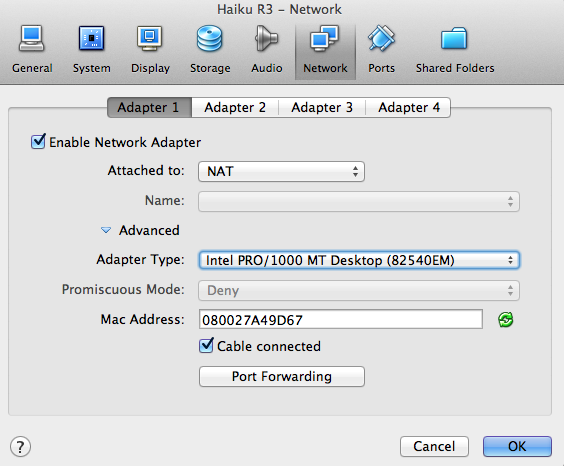 Haiku R3 – Network
General System Display Storage Audio Network Ports Shared Folders
Adapter 1 Adapter 2 Adapter 3 Adapter 4
Enable Network Adapter
Attached to: NAT
Name:
Advanced
Adapter Type: Intel PRO/1000 MT Desktop (82540EM)
Promiscuous Mode: Deny
Mac Address: 080027A49D67
Cable connected
Port Forwarding
? Cancel OK